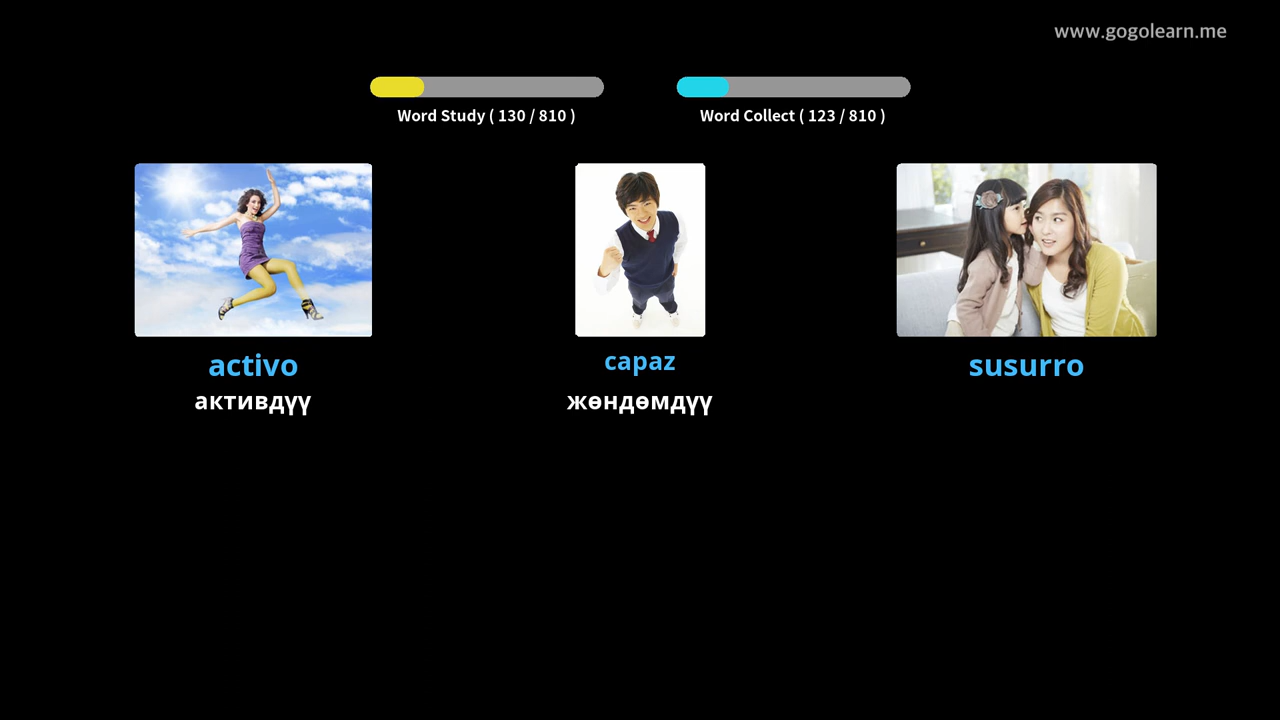 www.gogolearn.me
Word Study ( 130 / 810 )
Word Collect ( 123 / 810 )
activo
capaz
susurro
активдүү
жөндөмдүү